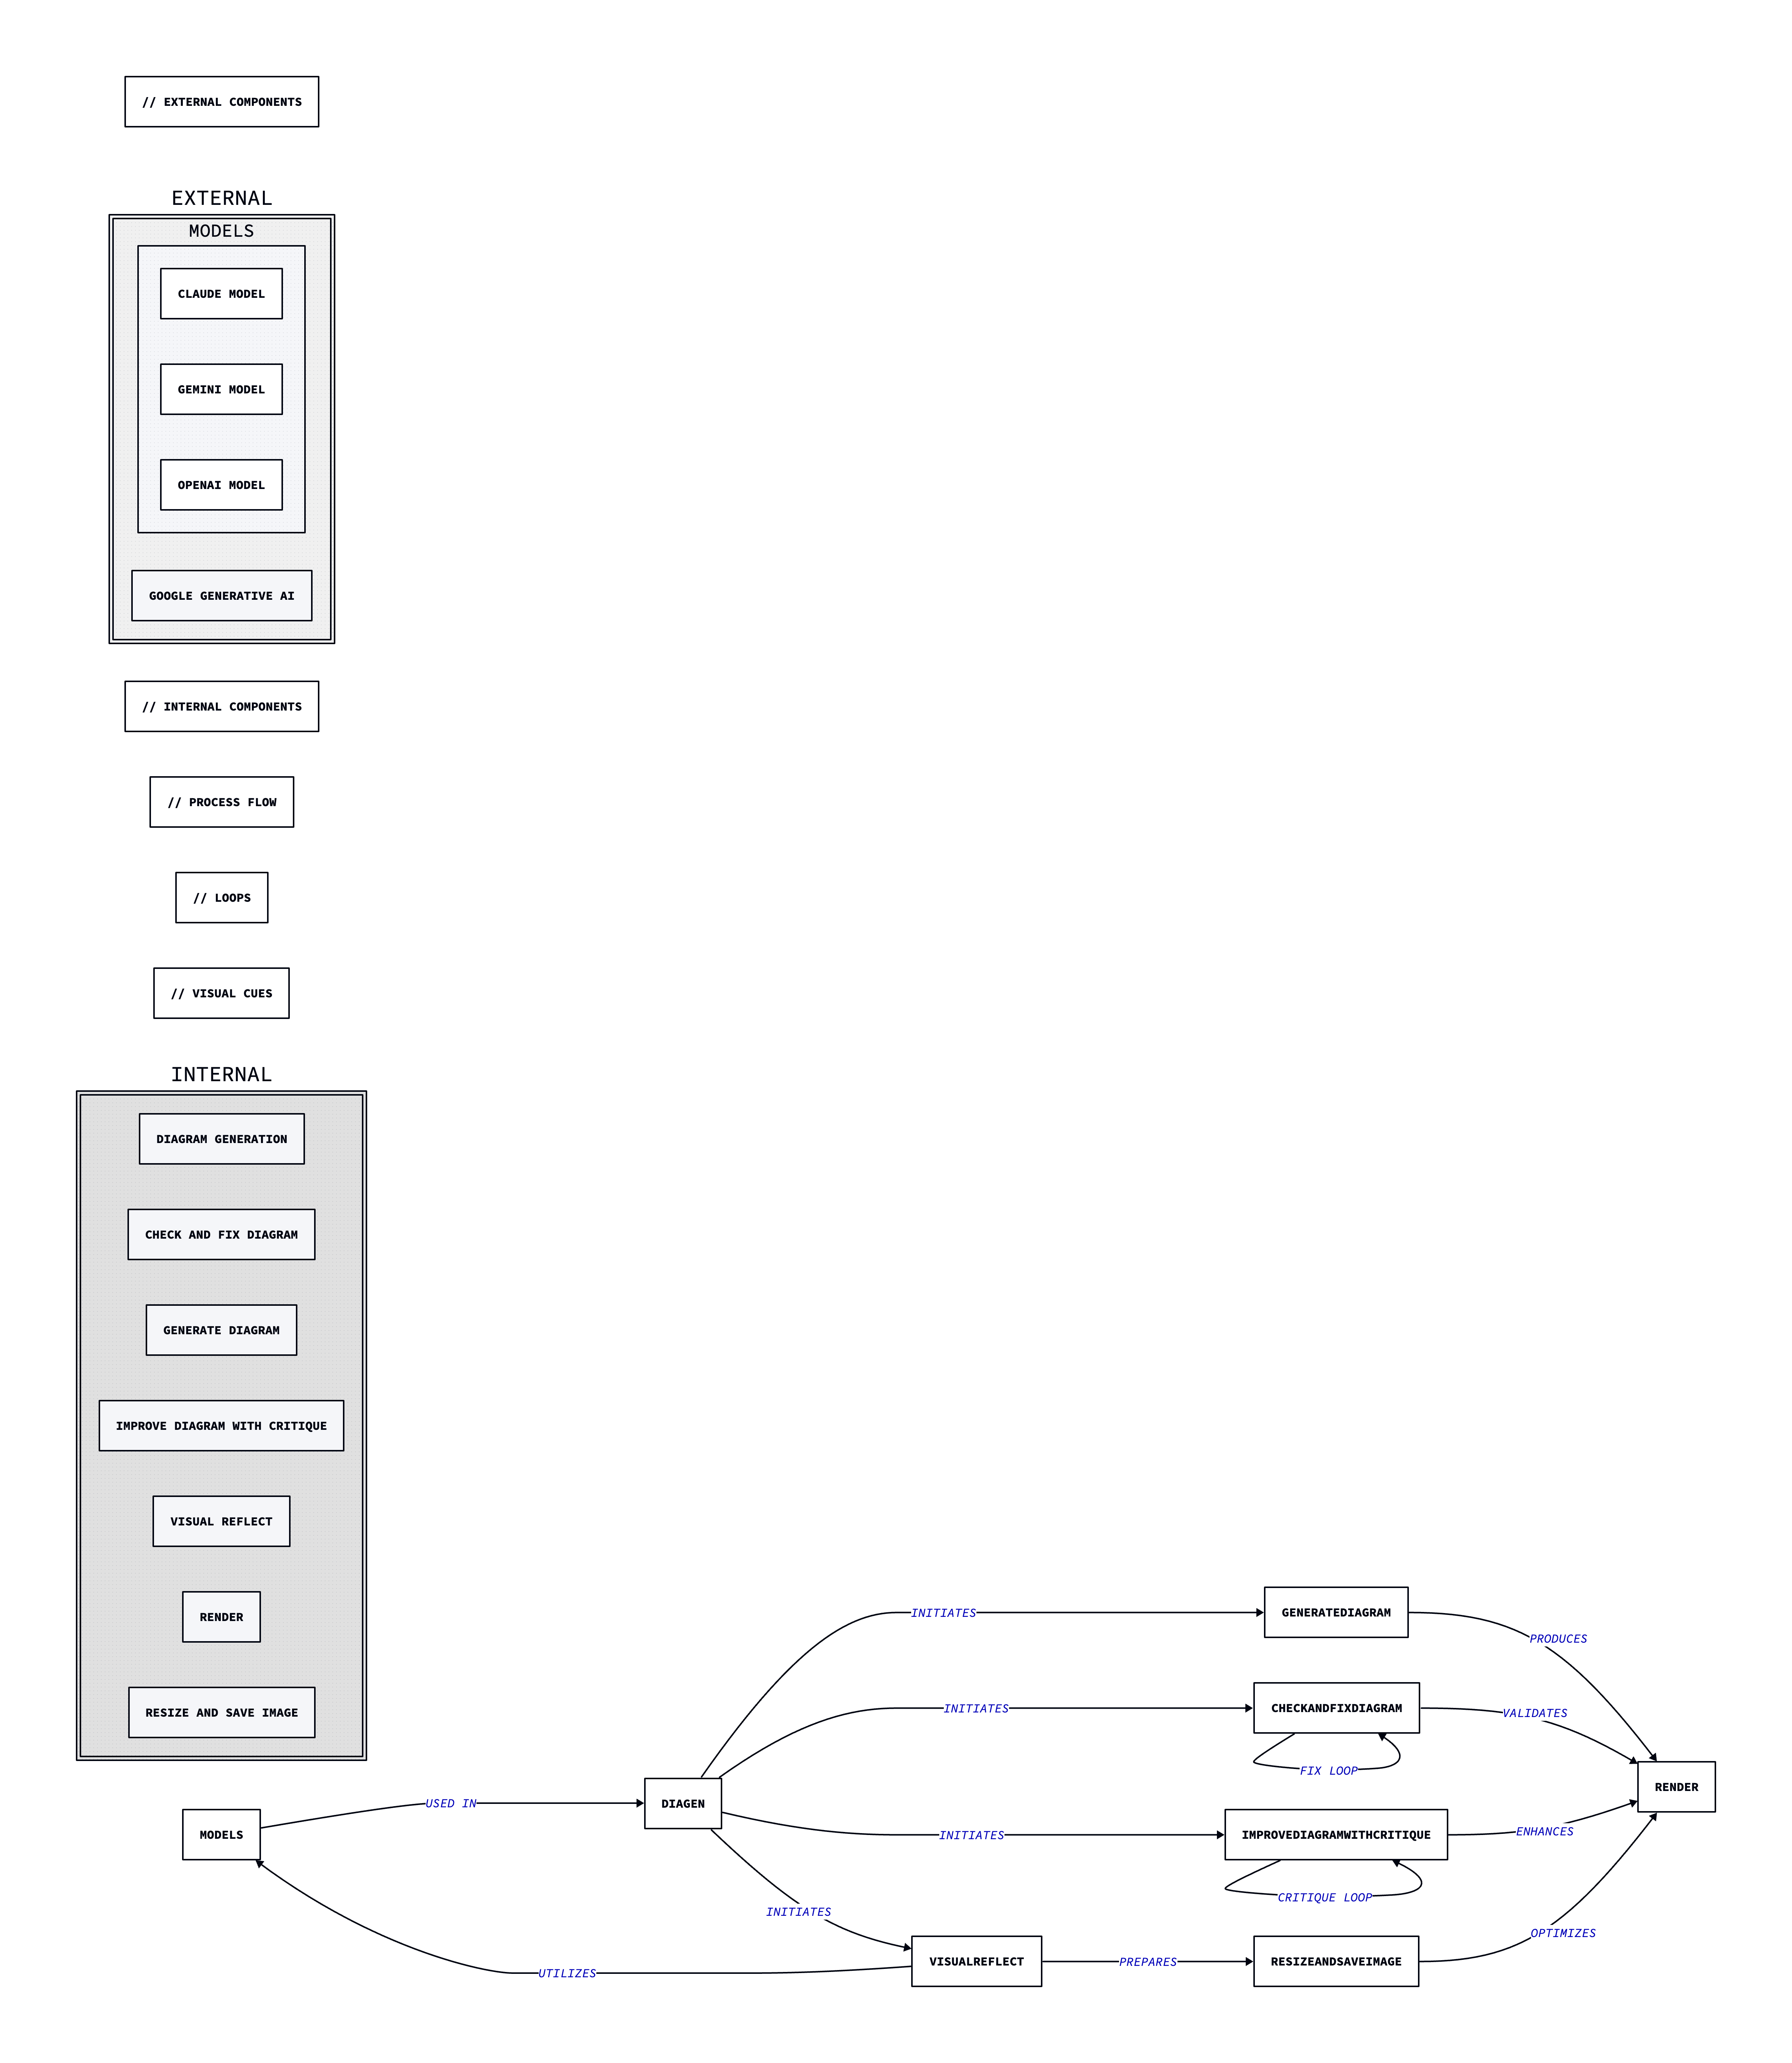 // EXTERNAL COMPONENTS
EXTERNAL
MODELS
CLAUDE MODEL
GEMINI MODEL
OPENAI MODEL
GOOGLE GENERATIVE AI
// INTERNAL COMPONENTS
// PROCESS FLOW
// LOOPS
// VISUAL CUES
INTERNAL
DIAGRAM GENERATION
CHECK AND FIX DIAGRAM
GENERATE DIAGRAM
IMPROVE DIAGRAM WITH CRITIQUE
VISUAL REFLECT
RENDER
RESIZE AND SAVE IMAGE
MODELS
USED IN
DIAGEN
INITIATES
GENERATEDIAGRAM
PRODUCES
INITIATES
CHECKANDFIXDIAGRAM
VALIDATES
FIX LOOP
RENDER
INITIATES
IMPROVEDIAGRAMWITHCRITIQUE
ENHANCES
CRITIQUE LOOP
INITIATES
VISUALREFLECT
PREPARES
RESIZEANDSAVEIMAGE
OPTIMIZES
UTILIZES